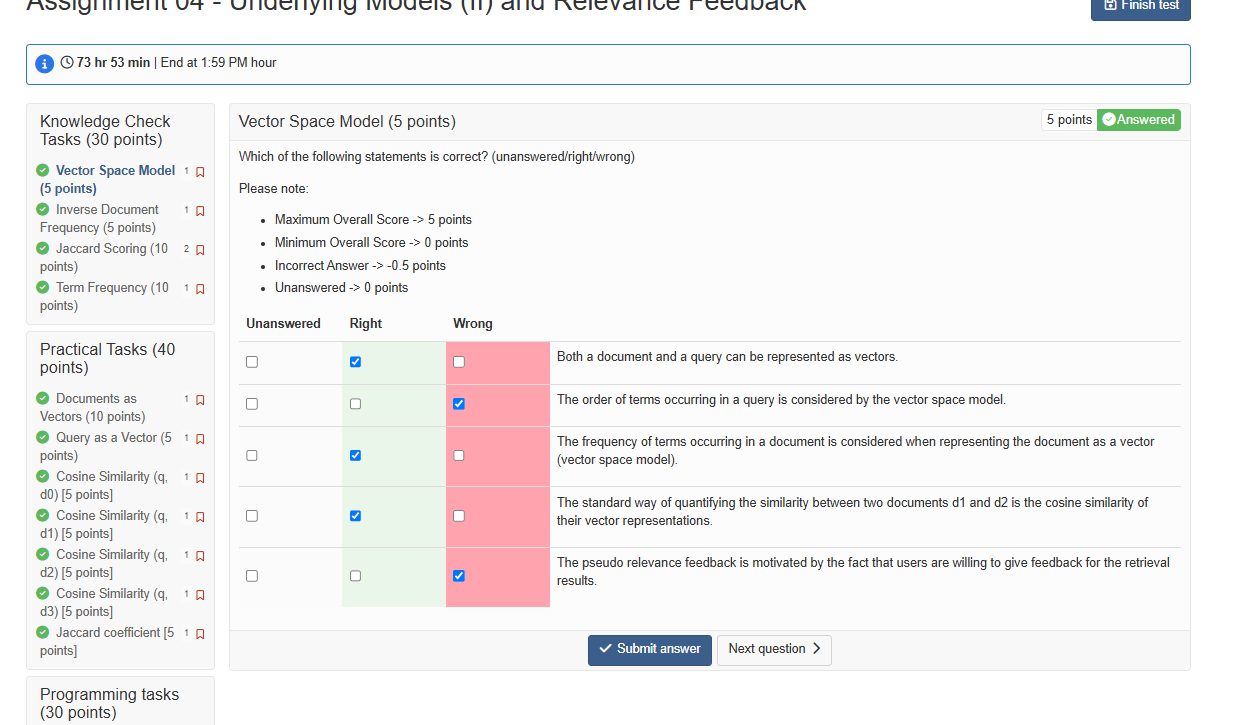 Assignment 04 - Underlying Models (II) and Relevance Feedback
Finish test
73 hr 53 min | End at 1:59 PM hour
Knowledge Check
Tasks (30 points)
Vector Space Model 1
(5 points)
Inverse Document 1
Frequency (5 points)
Jaccard Scoring (10 2
points)
Term Frequency (10 1
points)
Practical Tasks (40
points)
Documents as 1
Vectors (10 points)
Query as a Vector (5 1
points)
Cosine Similarity (q, 1
d0) [5 points]
Cosine Similarity (q, 1
d1) [5 points]
Cosine Similarity (q, 1
d2) [5 points]
Cosine Similarity (q, 1
d3) [5 points]
Jaccard coefficient [5 1
points]
Programming tasks
(30 points)
Vector Space Model (5 points)
5 points Answered
Which of the following statements is correct? (unanswered/right/wrong)
Please note:
• Maximum Overall Score -> 5 points
• Minimum Overall Score -> 0 points
• Incorrect Answer -> -0.5 points
• Unanswered -> 0 points
Unanswered Right Wrong
Both a document and a query can be represented as vectors.
The order of terms occurring in a query is considered by the vector space model.
The frequency of terms occurring in a document is considered when representing the document as a vector
(vector space model).
The standard way of quantifying the similarity between two documents d1 and d2 is the cosine similarity of
their vector representations.
The pseudo relevance feedback is motivated by the fact that users are willing to give feedback for the retrieval
results.
Submit answer
Next question